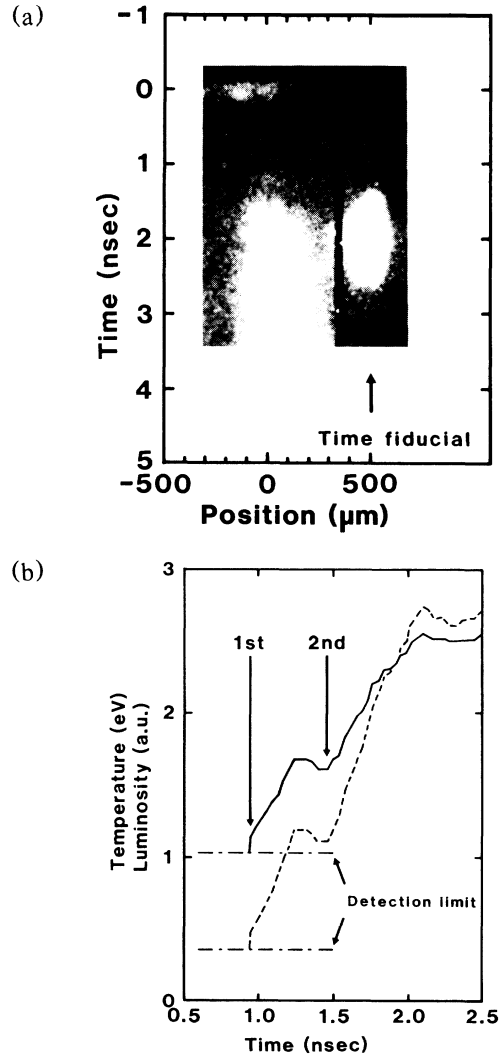 (a)
-1
0
1
2
3
4
5
Time (nsec)
Time fiducial
-500 0 500
Position (μm)
(b)
3
2
1
0
Temperature (eV)
Luminosity (a.u.)
1st 2nd
Detection limit
0.5 1.0 1.5 2.0 2.5
Time (nsec)